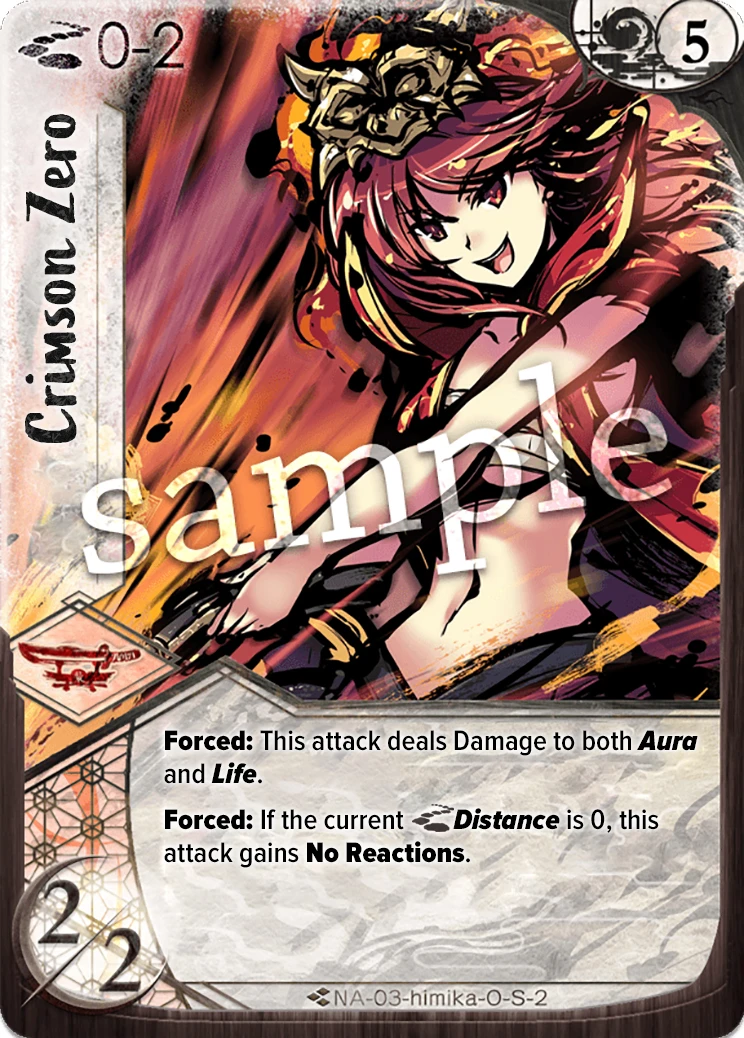 0-2
5
Crimson Zero
sample
Forced: This attack deals Damage to both Aura
and Life.
Forced: If the current Distance is 0, this
attack gains No Reactions.
2/2
NA-03-himika-O-S-2